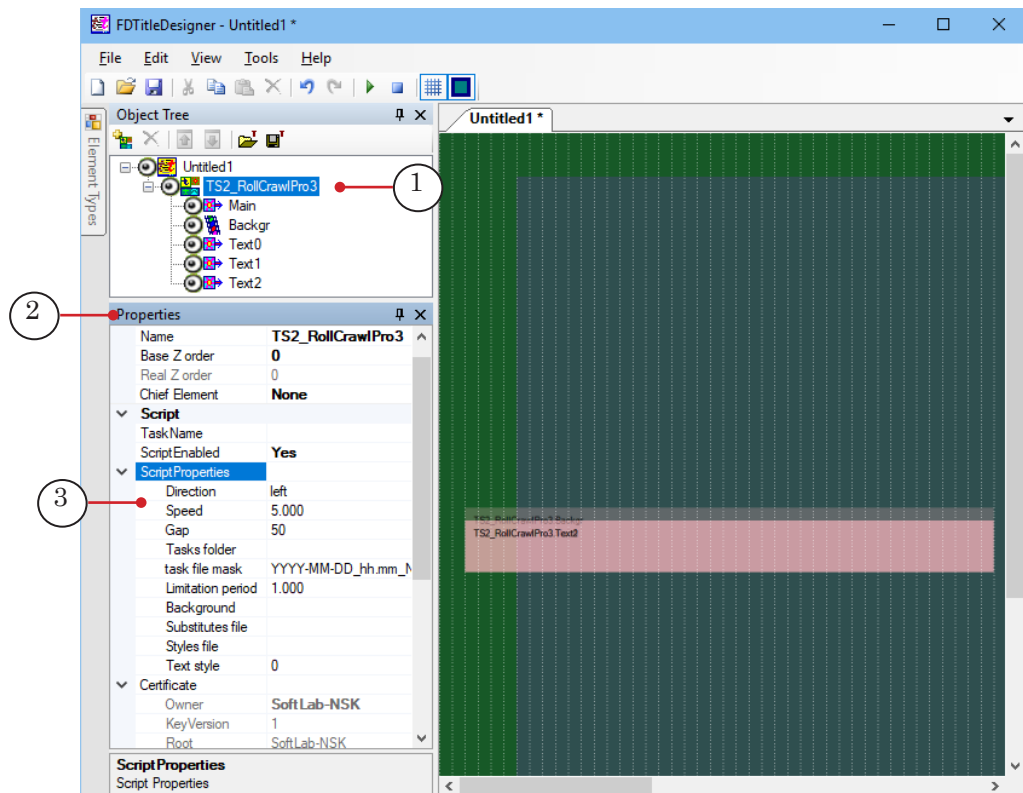 FDTitleDesigner - Untitled1 *
File Edit View Tools Help
Object Tree
Untitled1 *
Element Types
Untitled1
TS2_RollCrawlPro3
1
Main
Backgr
Text0
Text1
Text2
2
Properties
Name TS2_RollCrawlPro3
Base Z order 0
Real Z order 0
Chief Element None
Script
TaskName
ScriptEnabled Yes
ScriptProperties
3
Direction left
Speed 5.000
Gap 50
Tasks folder
task file mask YYYY-MM-DD_hh.mm_N
Limitation period 1.000
Background
Substitutes file
Styles file
Text style 0
Certificate
Owner SoftLab-NSK
KeyVersion 1
Root SoftLab-NSK
ScriptProperties
Script Properties
TS2_RollCrawlPro3.Backgr
TS2_RollCrawlPro3.Text2